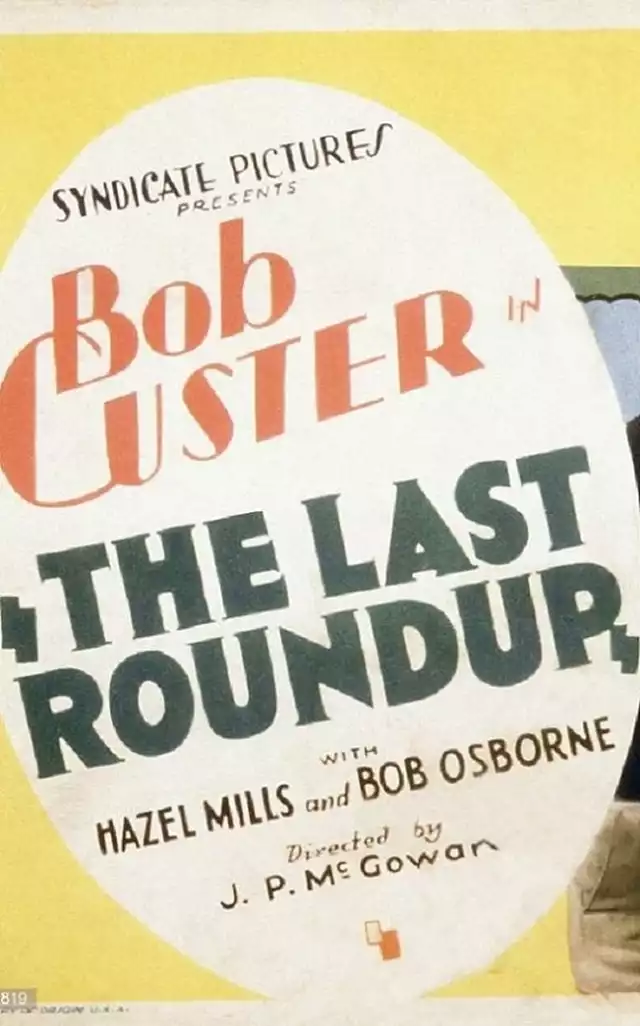 SYNDICATE PICTURES
PRESENTS
BOB
CUSTER IN
"THE LAST
ROUNDUP"
WITH
HAZEL MILLS and BOB OSBORNE
Directed by
J. P. McGOWAN
819